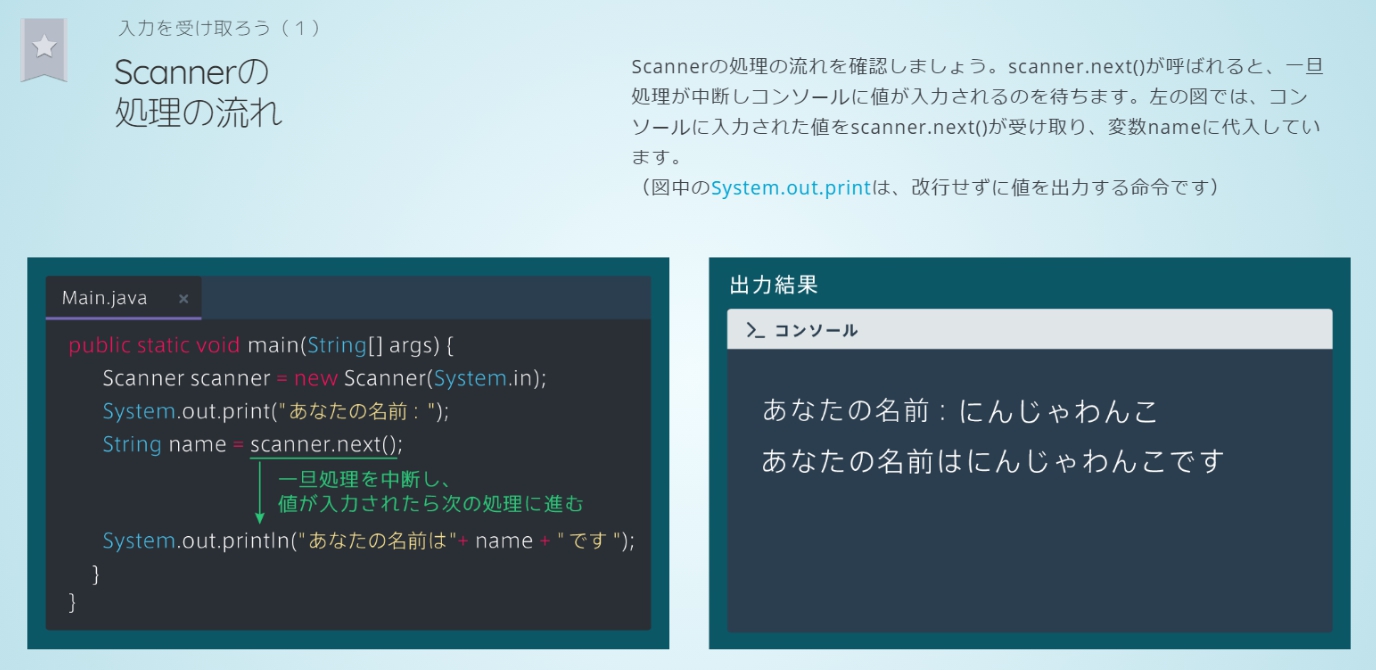 入力を受け取ろう（１）
Scannerの
処理の流れ
Scannerの処理の流れを確認しましょう。scanner.next()が呼ばれると、一旦
処理が中断しコンソールに値が入力されるのを待ちます。左の図では、コン
ソールに入力された値をscanner.next()が受け取り、変数nameに代入してい
ます。
（図中のSystem.out.printは、改行せずに値を出力する命令です）
Main.java ×
public static void main(String[] args) {
Scanner scanner = new Scanner(System.in);
System.out.print("あなたの名前 : ");
String name = scanner.next();
一旦処理を中断し、
値が入力されたら次の処理に進む
System.out.println("あなたの名前は"+ name + " です ");
}
}
出力結果
>_ コンソール
あなたの名前 : にんじゃわんこ
あなたの名前はにんじゃわんこです